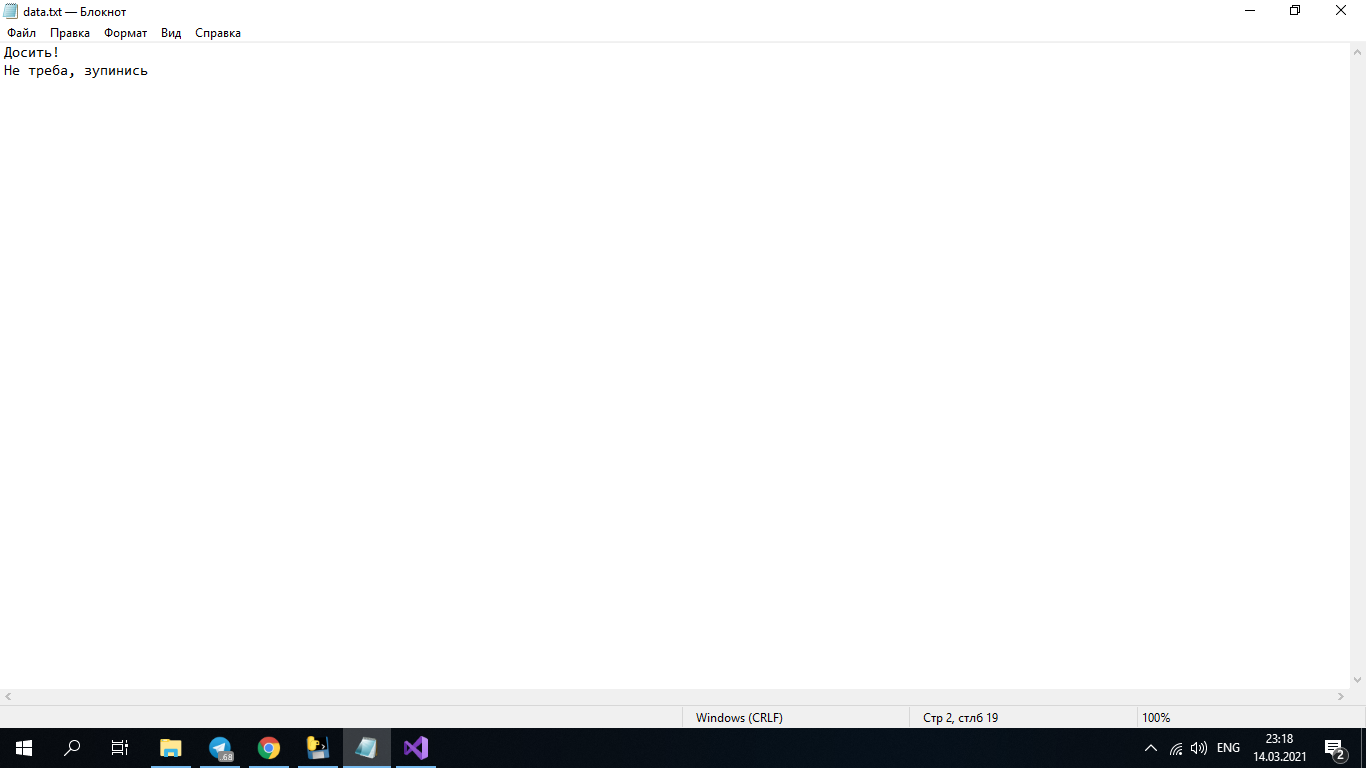 data.txt — Блокнот
Файл Правка Формат Вид Справка
Досить!
Не треба, зупинись
Windows (CRLF) Стр 2, стлб 19 100%
.68
ENG
23:18
14.03.2021
2